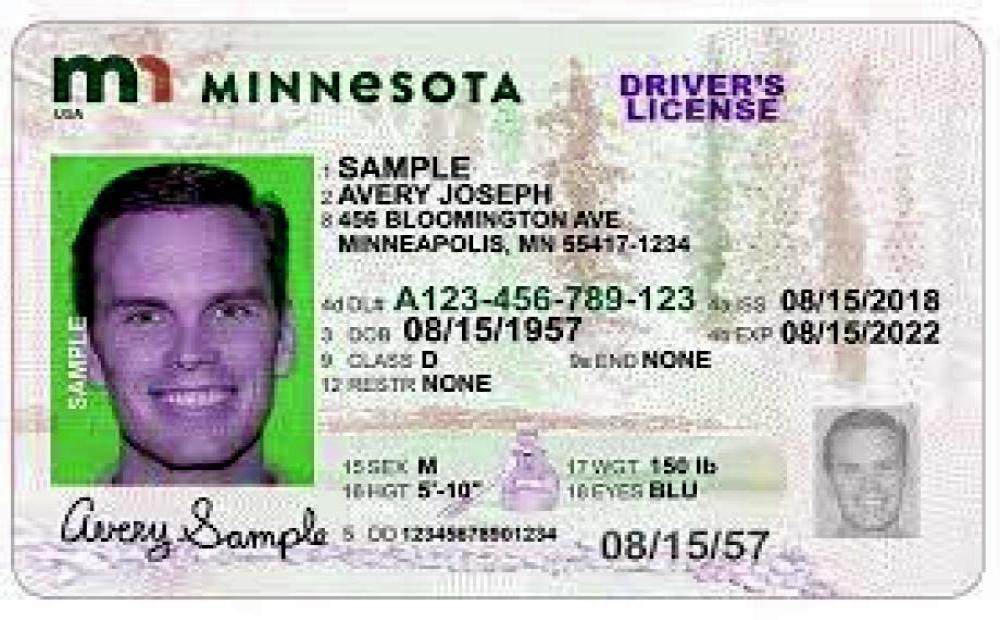 mn MINNesOTA
USA
DRIVER'S
LICENSE
1 SAMPLE
2 AVERY JOSEPH
8 456 BLOOMINGTON AVE
MINNEAPOLIS, MN 55417-1234
4d DL# A123-456-789-123 4a ISS 08/15/2018
3 DOB 08/15/1957 4b EXP 08/15/2022
9 CLASS D 9a END NONE
12 RESTR NONE
SAMPLE
15 SEX M 17 WGT 150 lb
16 HGT 5'-10" 18 EYES BLU
Avery Sample
5 DD 12345678901234
08/15/57